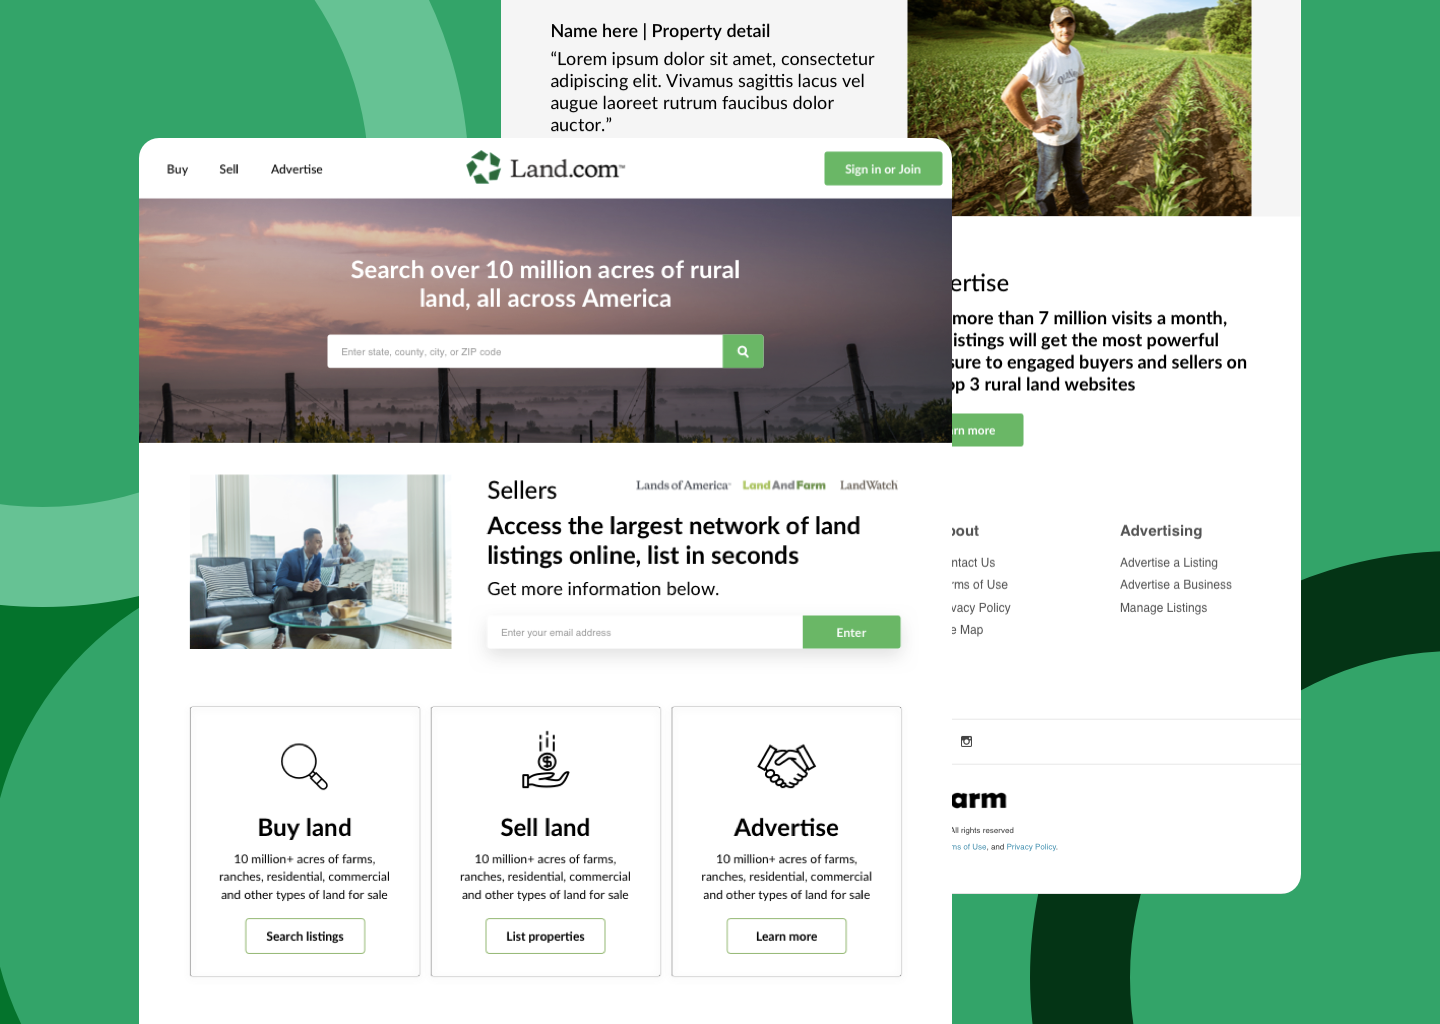 Name here | Property detail
“Lorem ipsum dolor sit amet, consectetur
adipiscing elit. Vivamus sagittis lacus vel
augue laoreet rutrum faucibus dolor
auctor.”
Buy Sell Advertise
Land.com™
Sign in or Join
Search over 10 million acres of rural
land, all across America
Enter state, county, city, or ZIP code
Sellers
Lands of America LandAndFarm LandWatch
Access the largest network of land
listings online, list in seconds
Get more information below.
Enter your email address
Enter
Buy land
10 million+ acres of farms,
ranches, residential, commercial
and other types of land for sale
Search listings
Sell land
10 million+ acres of farms,
ranches, residential, commercial
and other types of land for sale
List properties
Advertise
10 million+ acres of farms,
ranches, residential, commercial
and other types of land for sale
Learn more
ertise
more than 7 million visits a month,
istings will get the most powerful
sure to engaged buyers and sellers on
op 3 rural land websites
rn more
bout
ntact Us
rms of Use
vacy Policy
e Map
Advertising
Advertise a Listing
Advertise a Business
Manage Listings
arm
All rights reserved
ms of Use, and Privacy Policy.